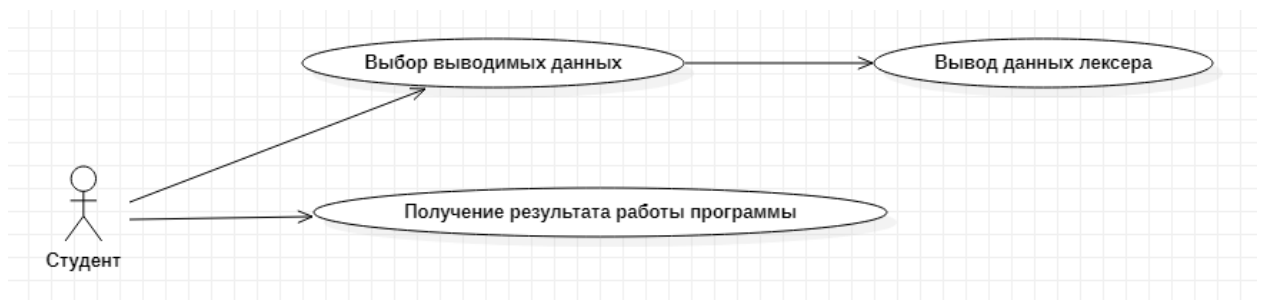 Выбор выводимых данных
Вывод данных лексера
Получение результата работы программы
Студент